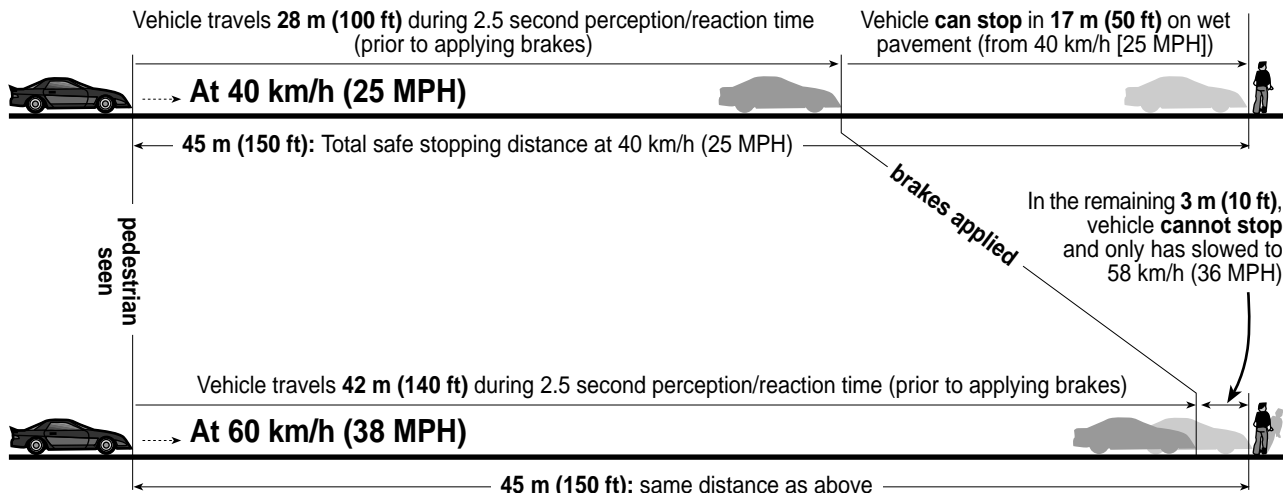 Vehicle travels 28 m (100 ft) during 2.5 second perception/reaction time
(prior to applying brakes)
Vehicle can stop in 17 m (50 ft) on wet
pavement (from 40 km/h [25 MPH])
At 40 km/h (25 MPH)
45 m (150 ft): Total safe stopping distance at 40 km/h (25 MPH)
pedestrian
seen
brakes applied
In the remaining 3 m (10 ft),
vehicle cannot stop
and only has slowed to
58 km/h (36 MPH)
Vehicle travels 42 m (140 ft) during 2.5 second perception/reaction time (prior to applying brakes)
At 60 km/h (38 MPH)
45 m (150 ft): same distance as above